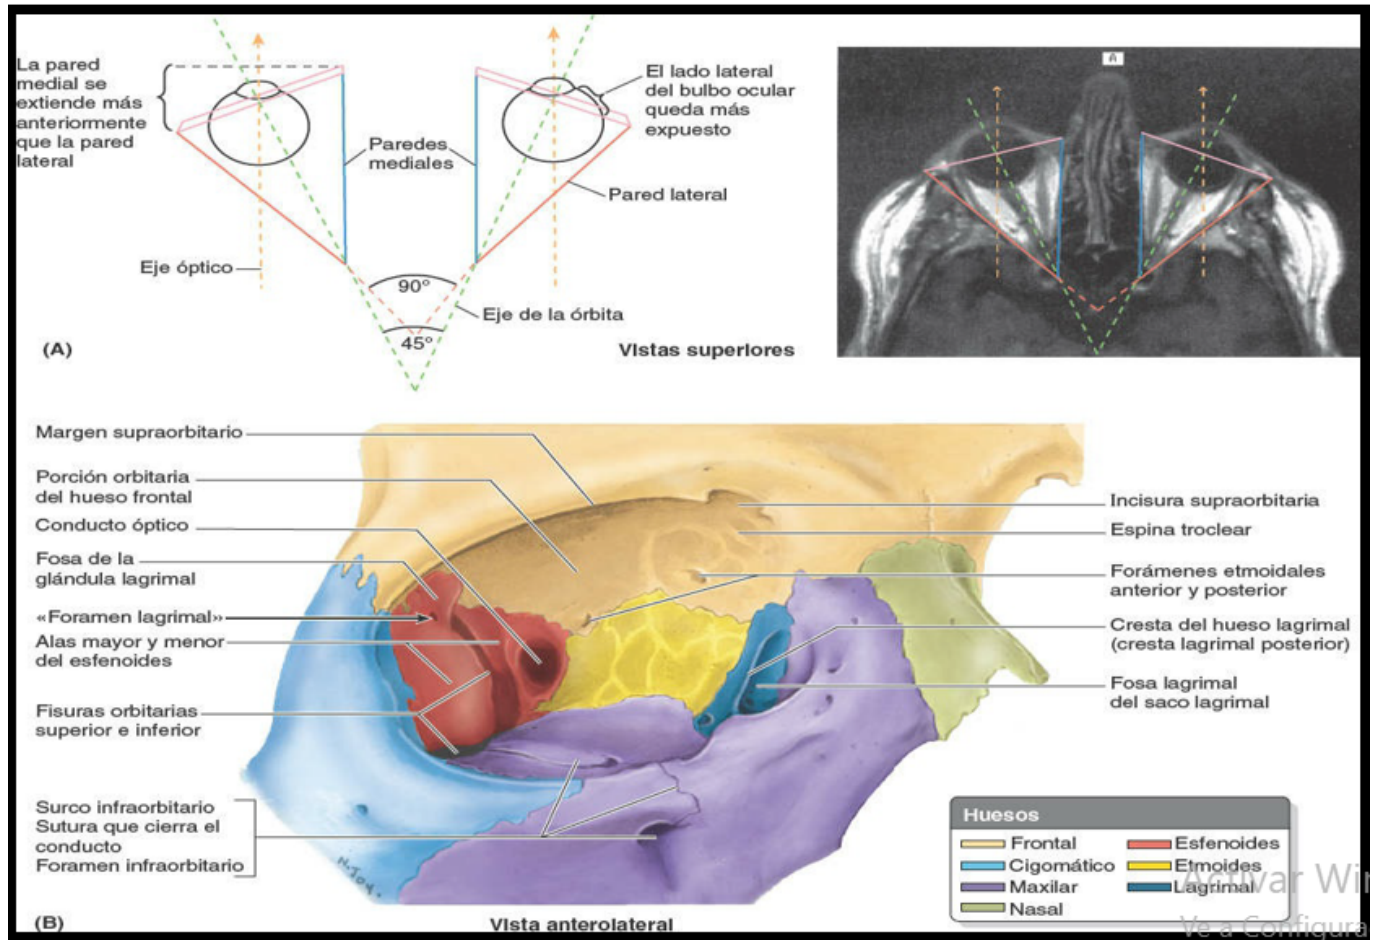 La pared
medial se
extiende más
anteriormente
que la pared
lateral
Paredes
mediales
El lado lateral
del bulbo ocular
queda más
expuesto
Pared lateral
Eje óptico
90°
Eje de la órbita
45°
(A)
Vistas superiores
A
Margen supraorbitario
Porción orbitaria
del hueso frontal
Conducto óptico
Fosa de la
glándula lagrimal
«Foramen lagrimal»
Alas mayor y menor
del esfenoides
Fisuras orbitarias
superior e inferior
Surco infraorbitario
Sutura que cierra el
conducto
Foramen infraorbitario
Incisura supraorbitaria
Espina troclear
Forámenes etmoidales
anterior y posterior
Cresta del hueso lagrimal
(cresta lagrimal posterior)
Fosa lagrimal
del saco lagrimal
H. Joy.
Huesos
Frontal
Esfenoides
Cigomático
Etmoides
Maxilar
Lagrimal
Nasal
(B)
Vista anterolateral
Activar Wi
Ve a Configura